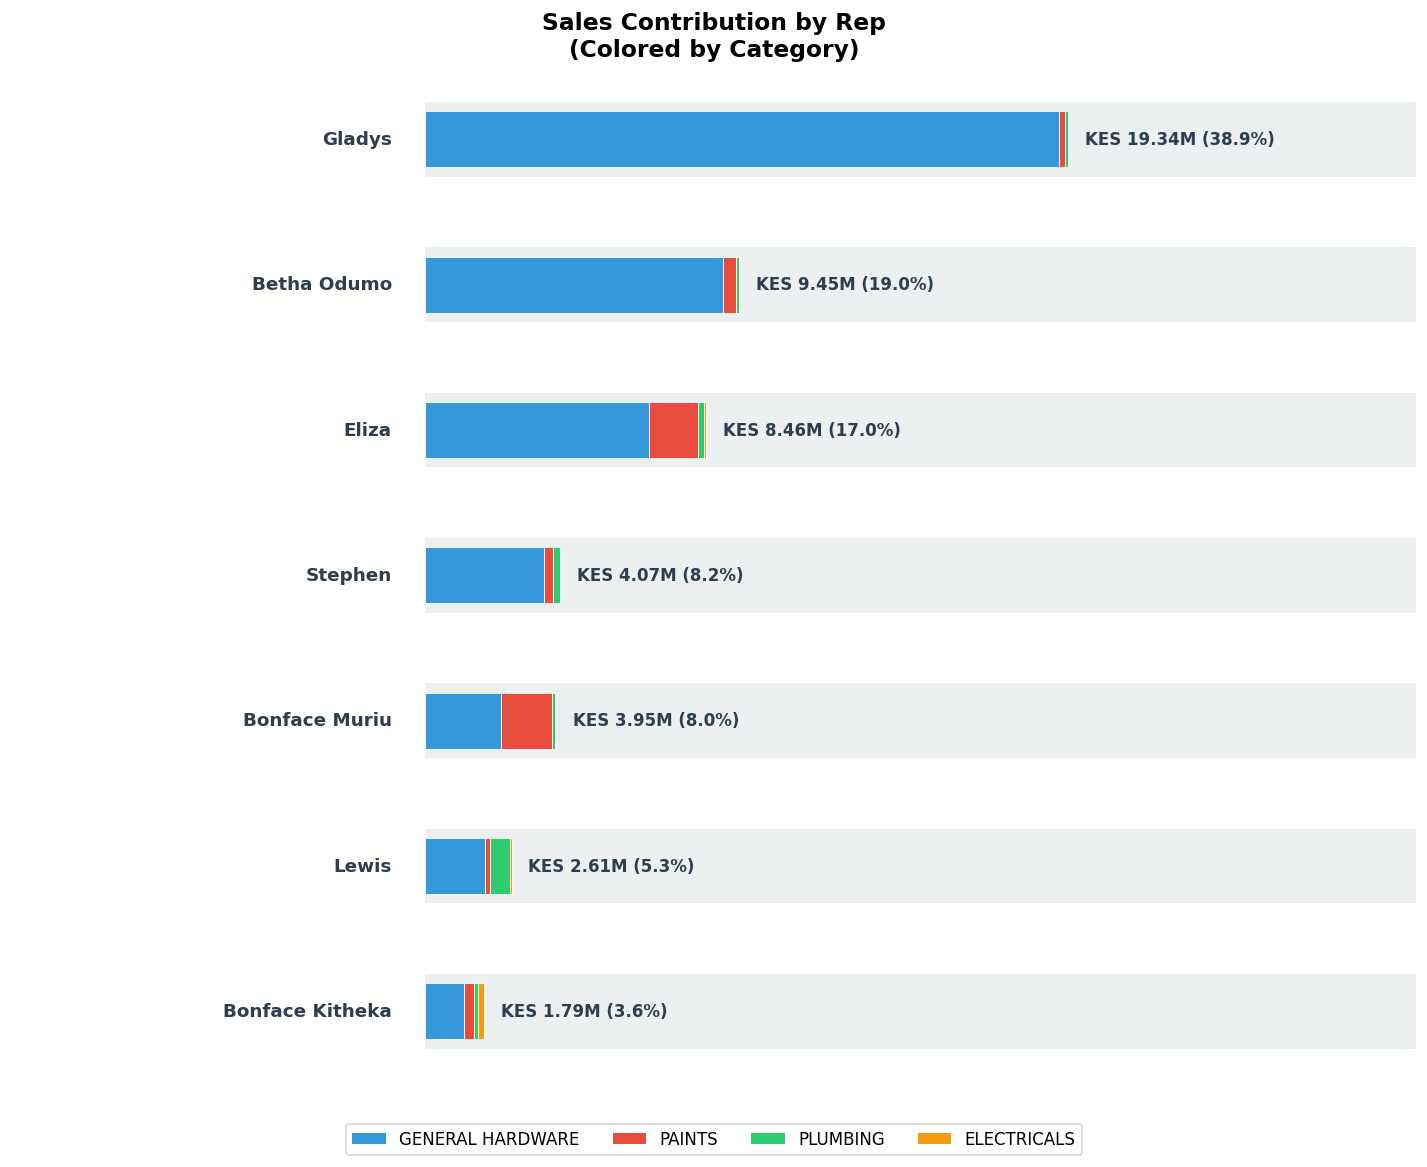 Sales Contribution by Rep
(Colored by Category)
Gladys KES 19.34M (38.9%)
Betha Odumo KES 9.45M (19.0%)
Eliza KES 8.46M (17.0%)
Stephen KES 4.07M (8.2%)
Bonface Muriu KES 3.95M (8.0%)
Lewis KES 2.61M (5.3%)
Bonface Kitheka KES 1.79M (3.6%)
GENERAL HARDWARE PAINTS PLUMBING ELECTRICALS